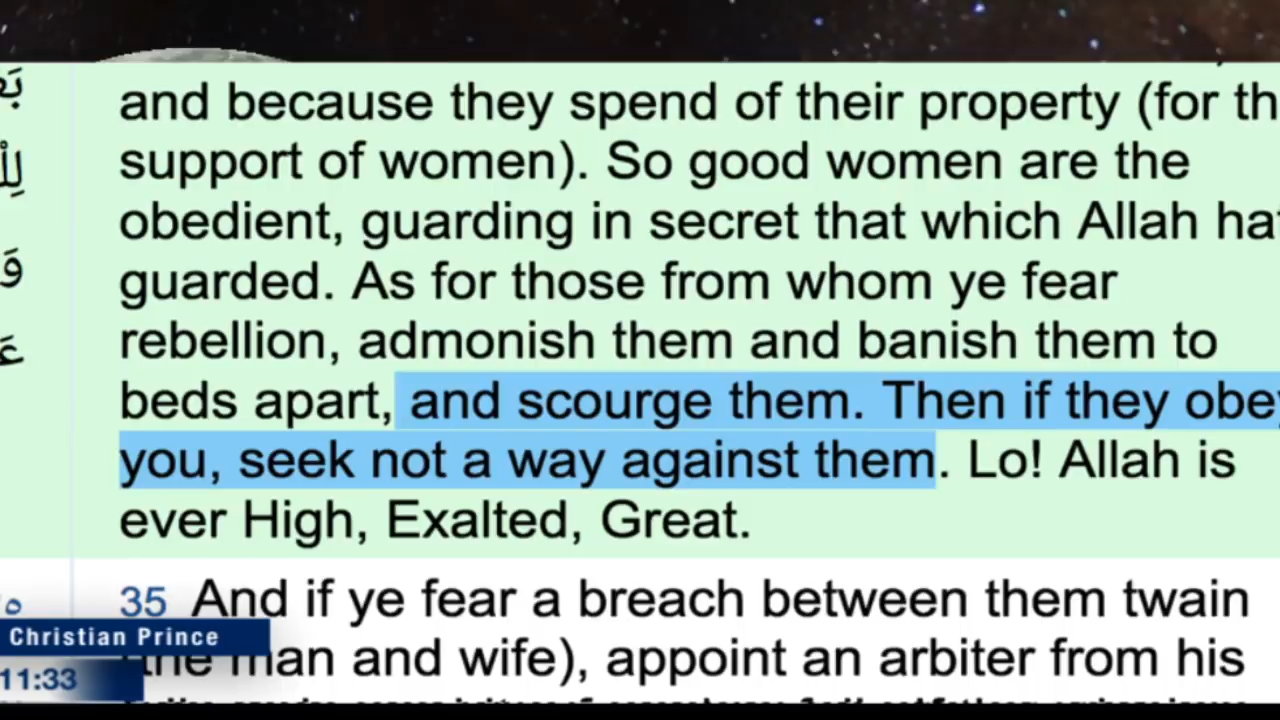 and because they spend of their property (for th
support of women). So good women are the
obedient, guarding in secret that which Allah ha
guarded. As for those from whom ye fear
rebellion, admonish them and banish them to
beds apart, and scourge them. Then if they obey
you, seek not a way against them. Lo! Allah is
ever High, Exalted, Great.
35 And if ye fear a breach between them twain
Christian Prince
(the man and wife), appoint an arbiter from his
11:33